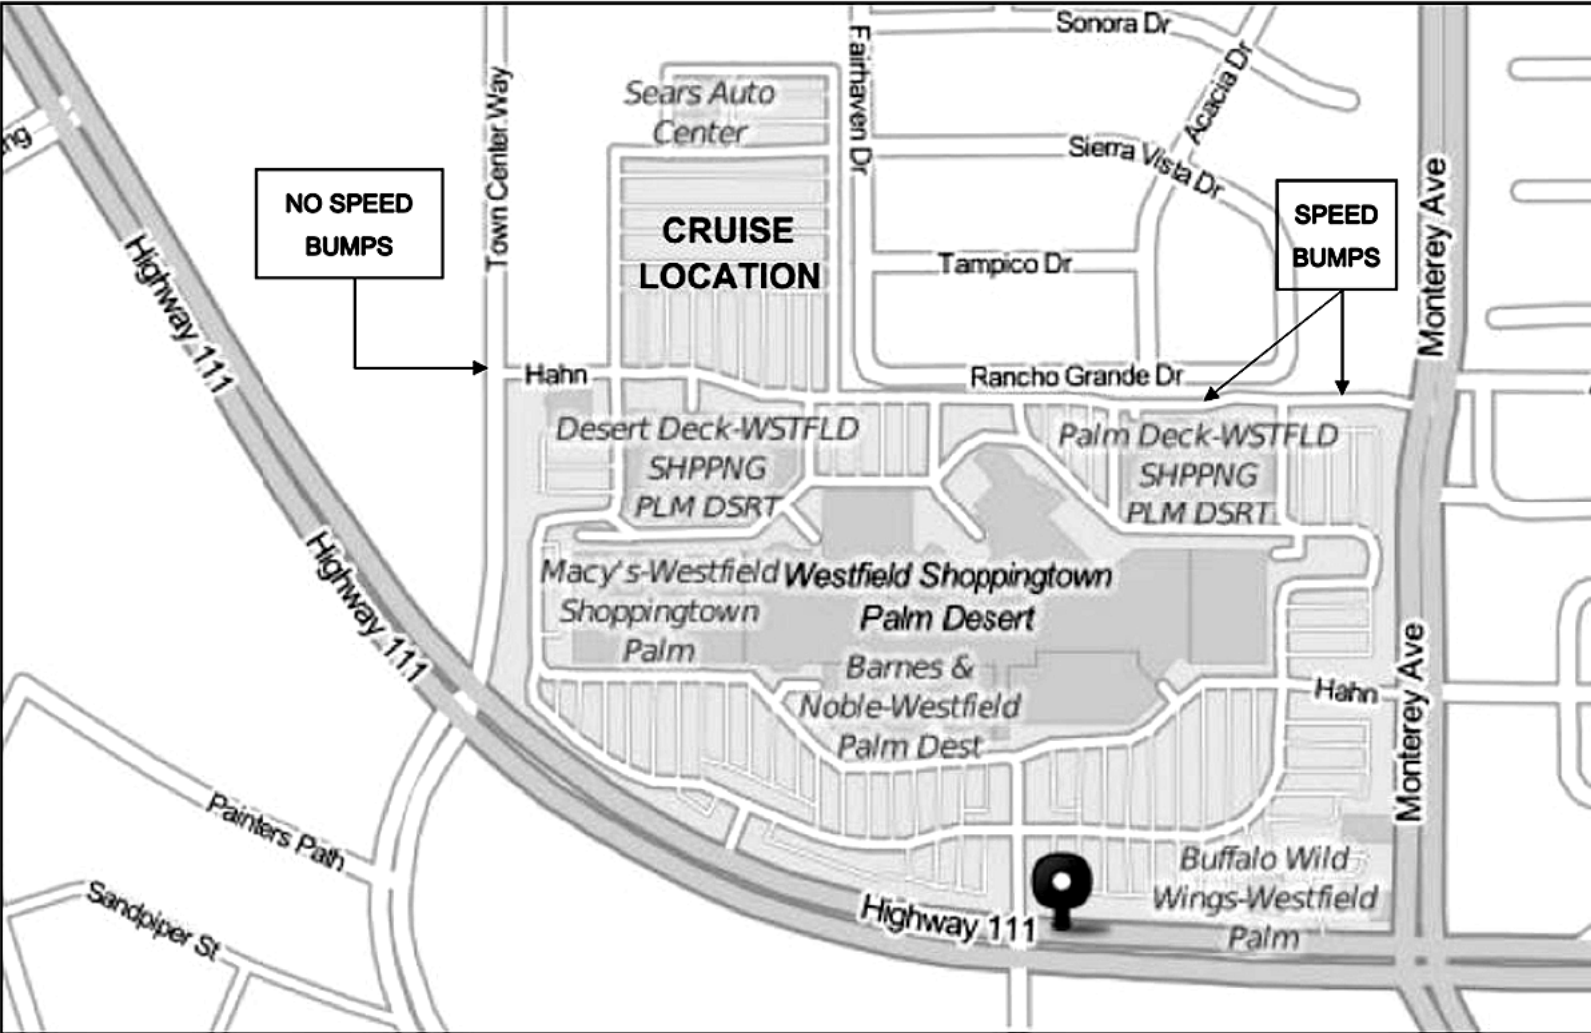 Sonora Dr
Fairhaven Dr
Acacia Dr
Town Center Way
Sears Auto
Center
ng
Sierra Vista Dr
NO SPEED
BUMPS
CRUISE
LOCATION
SPEED
BUMPS
Monterey Ave
Highway 111
Tampico Dr
Hahn
Rancho Grande Dr
Desert Deck-WSTFLD
SHPPNG
PLM DSRT
Palm Deck-WSTFLD
SHPPNG
PLM DSRT
Highway 111
Macy's-Westfield
Shoppingtown
Palm
Westfield Shoppingtown
Palm Desert
Barnes &
Noble-Westfield
Palm Dest
Hahn
Monterey Ave
Painters Path
Sandpiper St
Highway 111
Buffalo Wild
Wings-Westfield
Palm